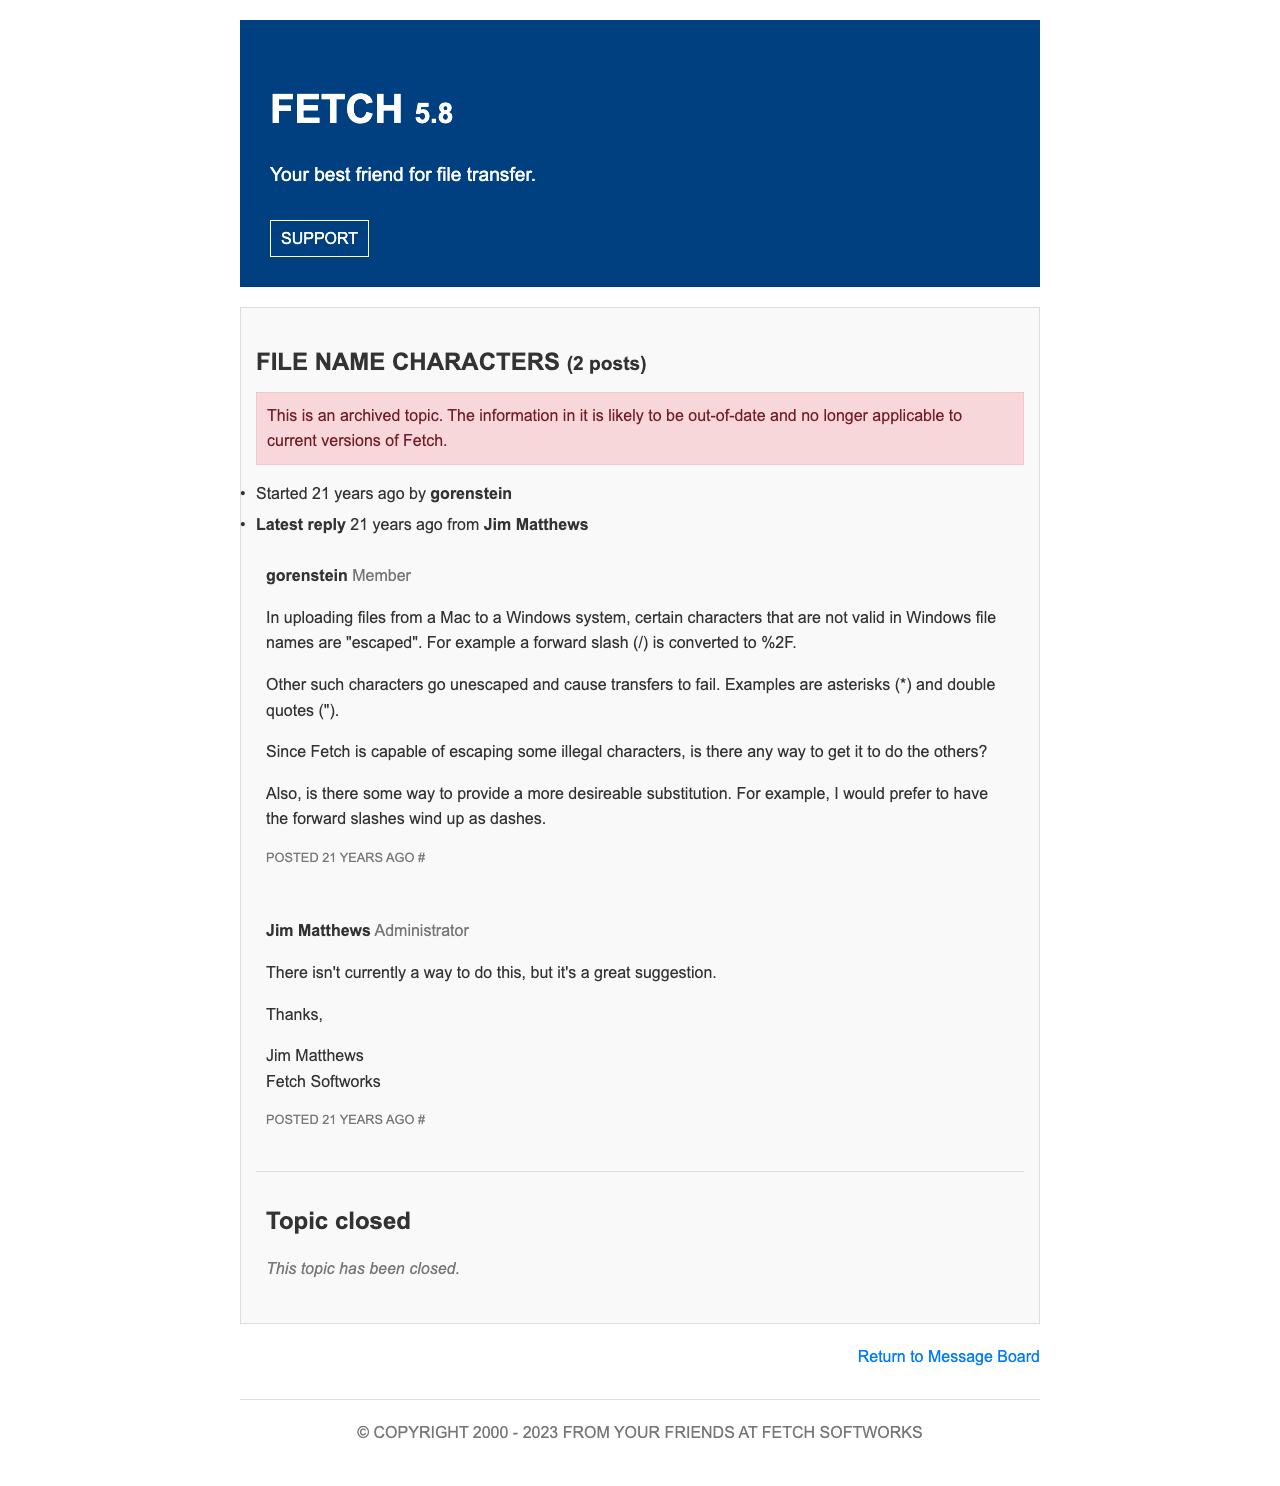 FETCH 5.8
Your best friend for file transfer.
SUPPORT
FILE NAME CHARACTERS (2 posts)
This is an archived topic. The information in it is likely to be out-of-date and no longer applicable to
current versions of Fetch.
• Started 21 years ago by gorenstein
• Latest reply 21 years ago from Jim Matthews
gorenstein Member
In uploading files from a Mac to a Windows system, certain characters that are not valid in Windows file
names are "escaped". For example a forward slash (/) is converted to %2F.
Other such characters go unescaped and cause transfers to fail. Examples are asterisks (*) and double
quotes (").
Since Fetch is capable of escaping some illegal characters, is there any way to get it to do the others?
Also, is there some way to provide a more desireable substitution. For example, I would prefer to have
the forward slashes wind up as dashes.
POSTED 21 YEARS AGO #
Jim Matthews Administrator
There isn't currently a way to do this, but it's a great suggestion.
Thanks,
Jim Matthews
Fetch Softworks
POSTED 21 YEARS AGO #
Topic closed
This topic has been closed.
Return to Message Board
© COPYRIGHT 2000 - 2023 FROM YOUR FRIENDS AT FETCH SOFTWORKS